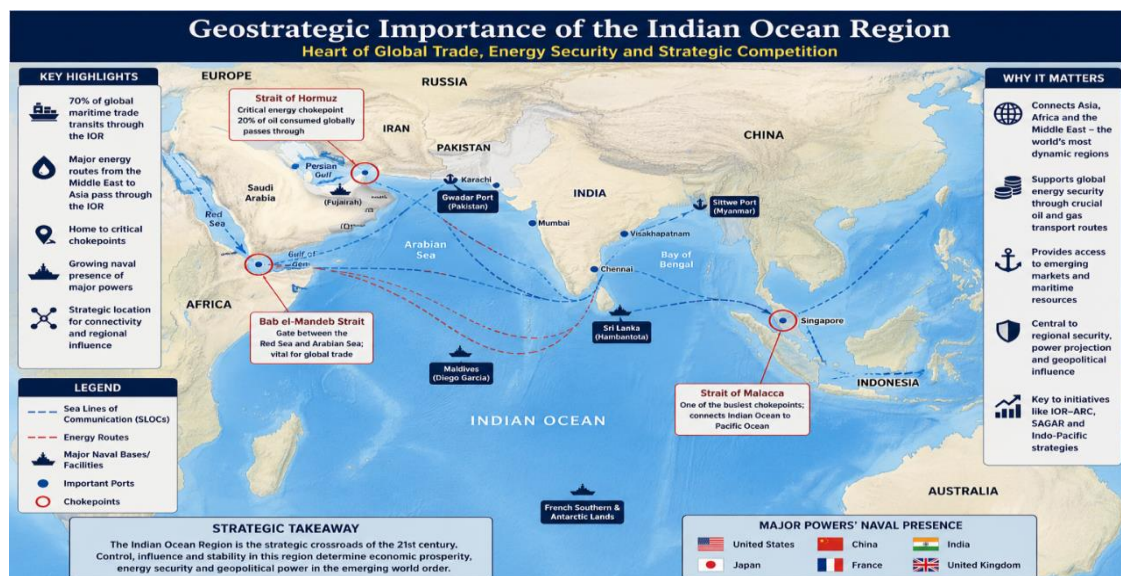 Geostrategic Importance of the Indian Ocean Region
Heart of Global Trade, Energy Security and Strategic Competition
KEY HIGHLIGHTS
70% of global
maritime trade
transits through
the IOR
Major energy
routes from the
Middle East to
Asia pass through
the IOR
Home to critical
chokepoints
Growing naval
presence of
major powers
Strategic location
for connectivity
and regional
influence
LEGEND
Sea Lines of
Communication (SLOCs)
Energy Routes
Major Naval Bases/
Facilities
Important Ports
Chokepoints
EUROPE
RUSSIA
Strait of Hormuz
Critical energy chokepoint
20% of oil consumed globally
passes through
IRAN
PAKISTAN
CHINA
Persian
Gulf
Karachi
Saudi
Arabia
(Fujairah)
Gwadar Port
(Pakistan)
INDIA
Sittwe Port
(Myanmar)
Red
Sea
Mumbai
Visakhapatnam
Arabian
Sea
Bay of
Bengal
Gulf of
Chennai
AFRICA
Bab el-Mandeb Strait
Gate between the
Red Sea and Arabian Sea;
vital for global trade
Sri Lanka
(Hambantota)
Singapore
Maldives
(Diego Garcia)
INDONESIA
Strait of Malacca
One of the busiest chokepoints;
connects Indian Ocean to
Pacific Ocean
INDIAN OCEAN
AUSTRALIA
French Southern &
Antarctic Lands
WHY IT MATTERS
Connects Asia,
Africa and the
Middle East – the
world's most
dynamic regions
Supports global
energy security
through crucial
oil and gas
transport routes
Provides access
to emerging
markets and
maritime
resources
Central to
regional security,
power projection
and geopolitical
influence
Key to initiatives
like IOR–ARC,
SAGAR and
Indo-Pacific
strategies
STRATEGIC TAKEAWAY
The Indian Ocean Region is the strategic crossroads of the 21st century.
Control, influence and stability in this region determine economic prosperity,
energy security and geopolitical power in the emerging world order.
MAJOR POWERS' NAVAL PRESENCE
United States
China
India
Japan
France
United Kingdom